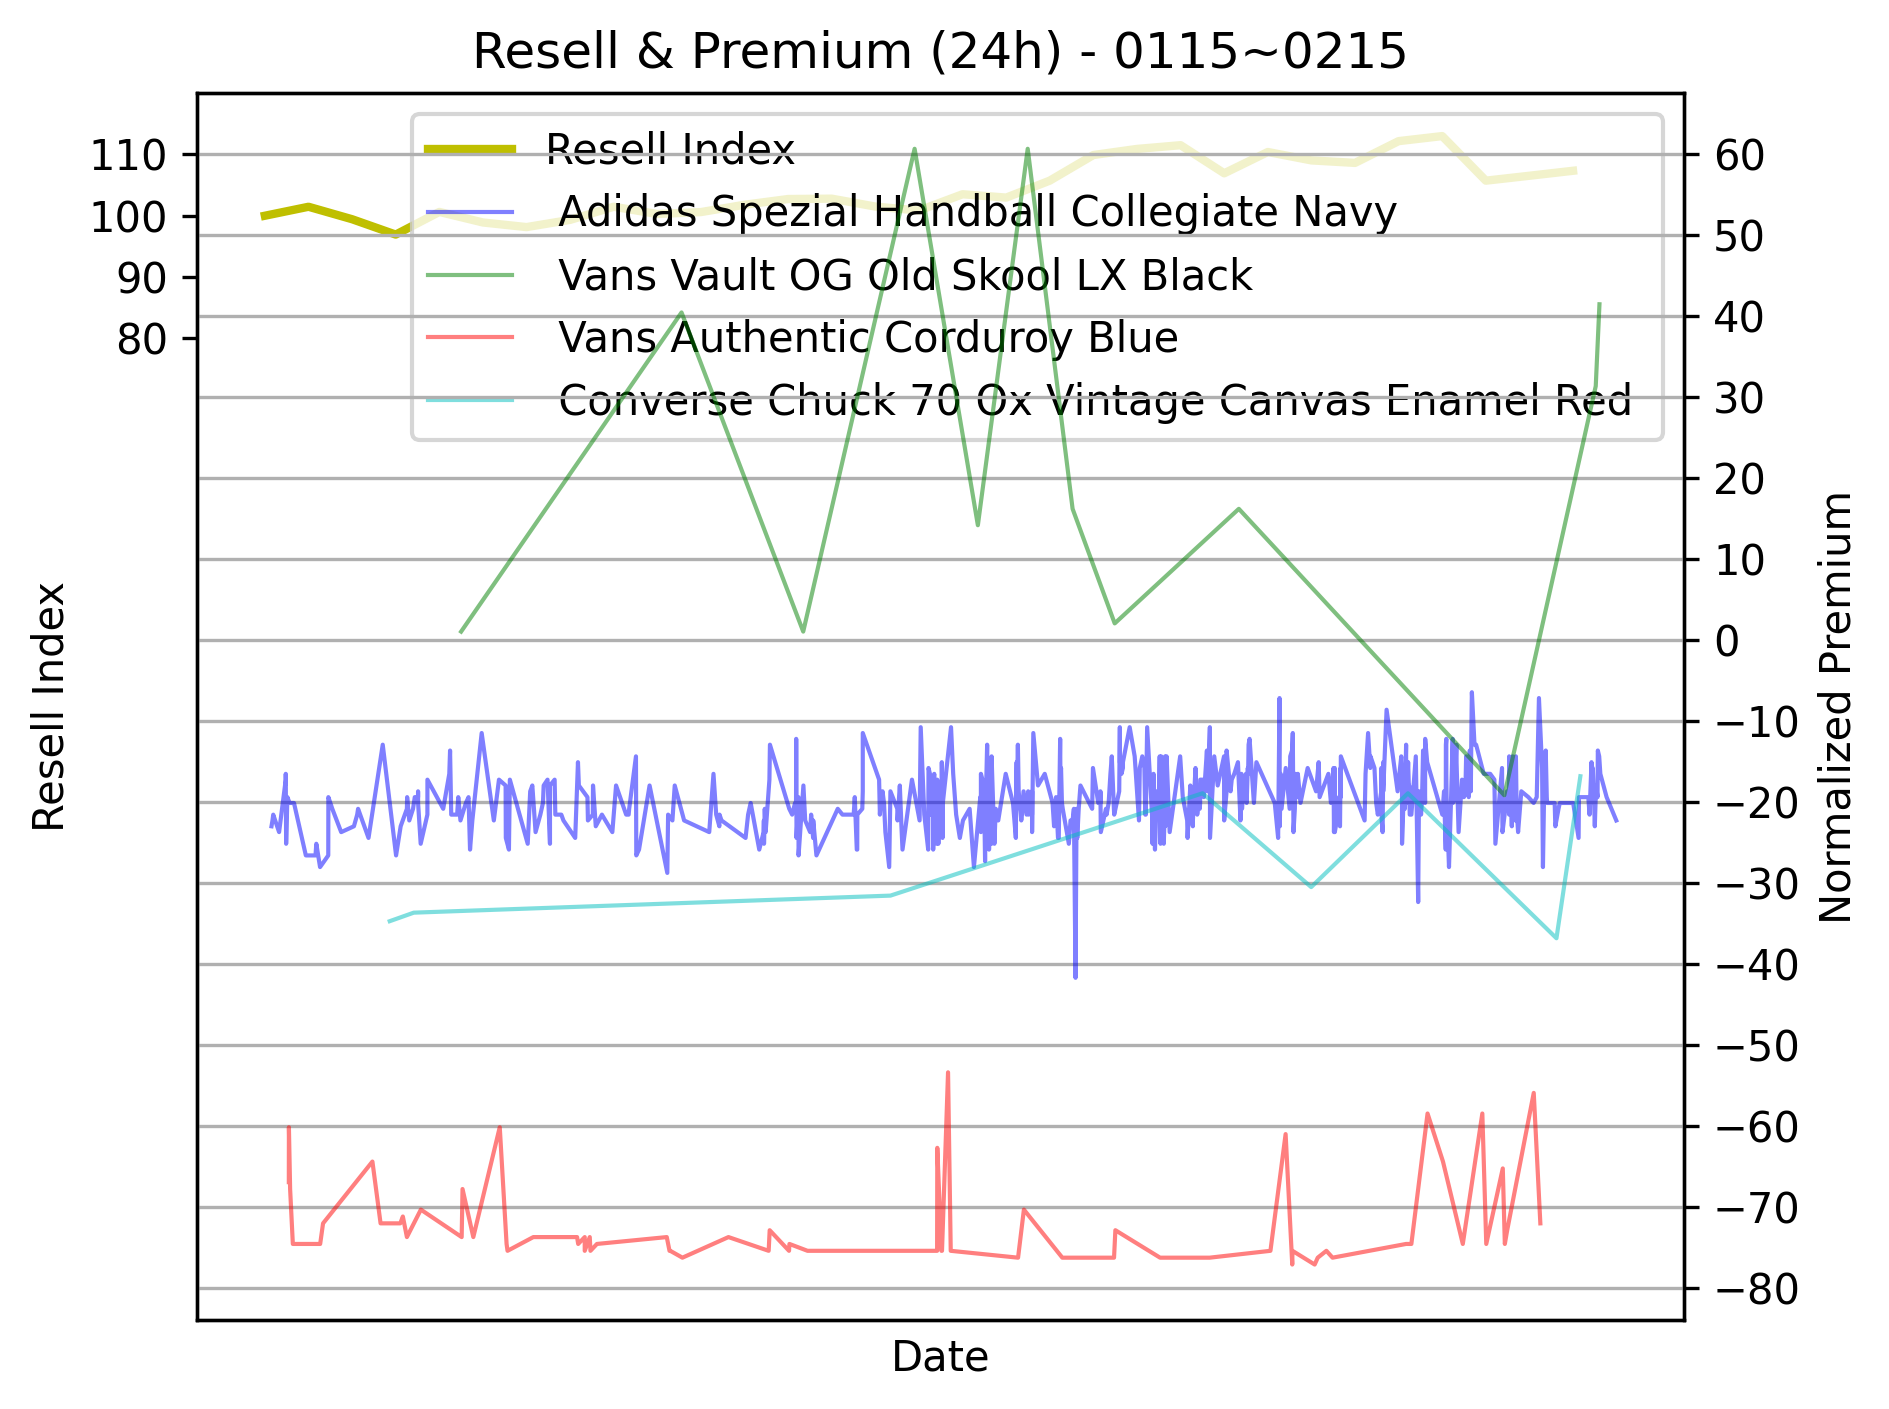 Resell & Premium (24h) - 0115~0215
Resell Index
Adidas Spezial Handball Collegiate Navy
Vans Vault OG Old Skool LX Black
Vans Authentic Corduroy Blue
Converse Chuck 70 Ox Vintage Canvas Enamel Red
110
100
90
80
Resell Index
60
50
40
30
20
10
0
−10
−20
−30
−40
−50
−60
−70
−80
Normalized Premium
Date